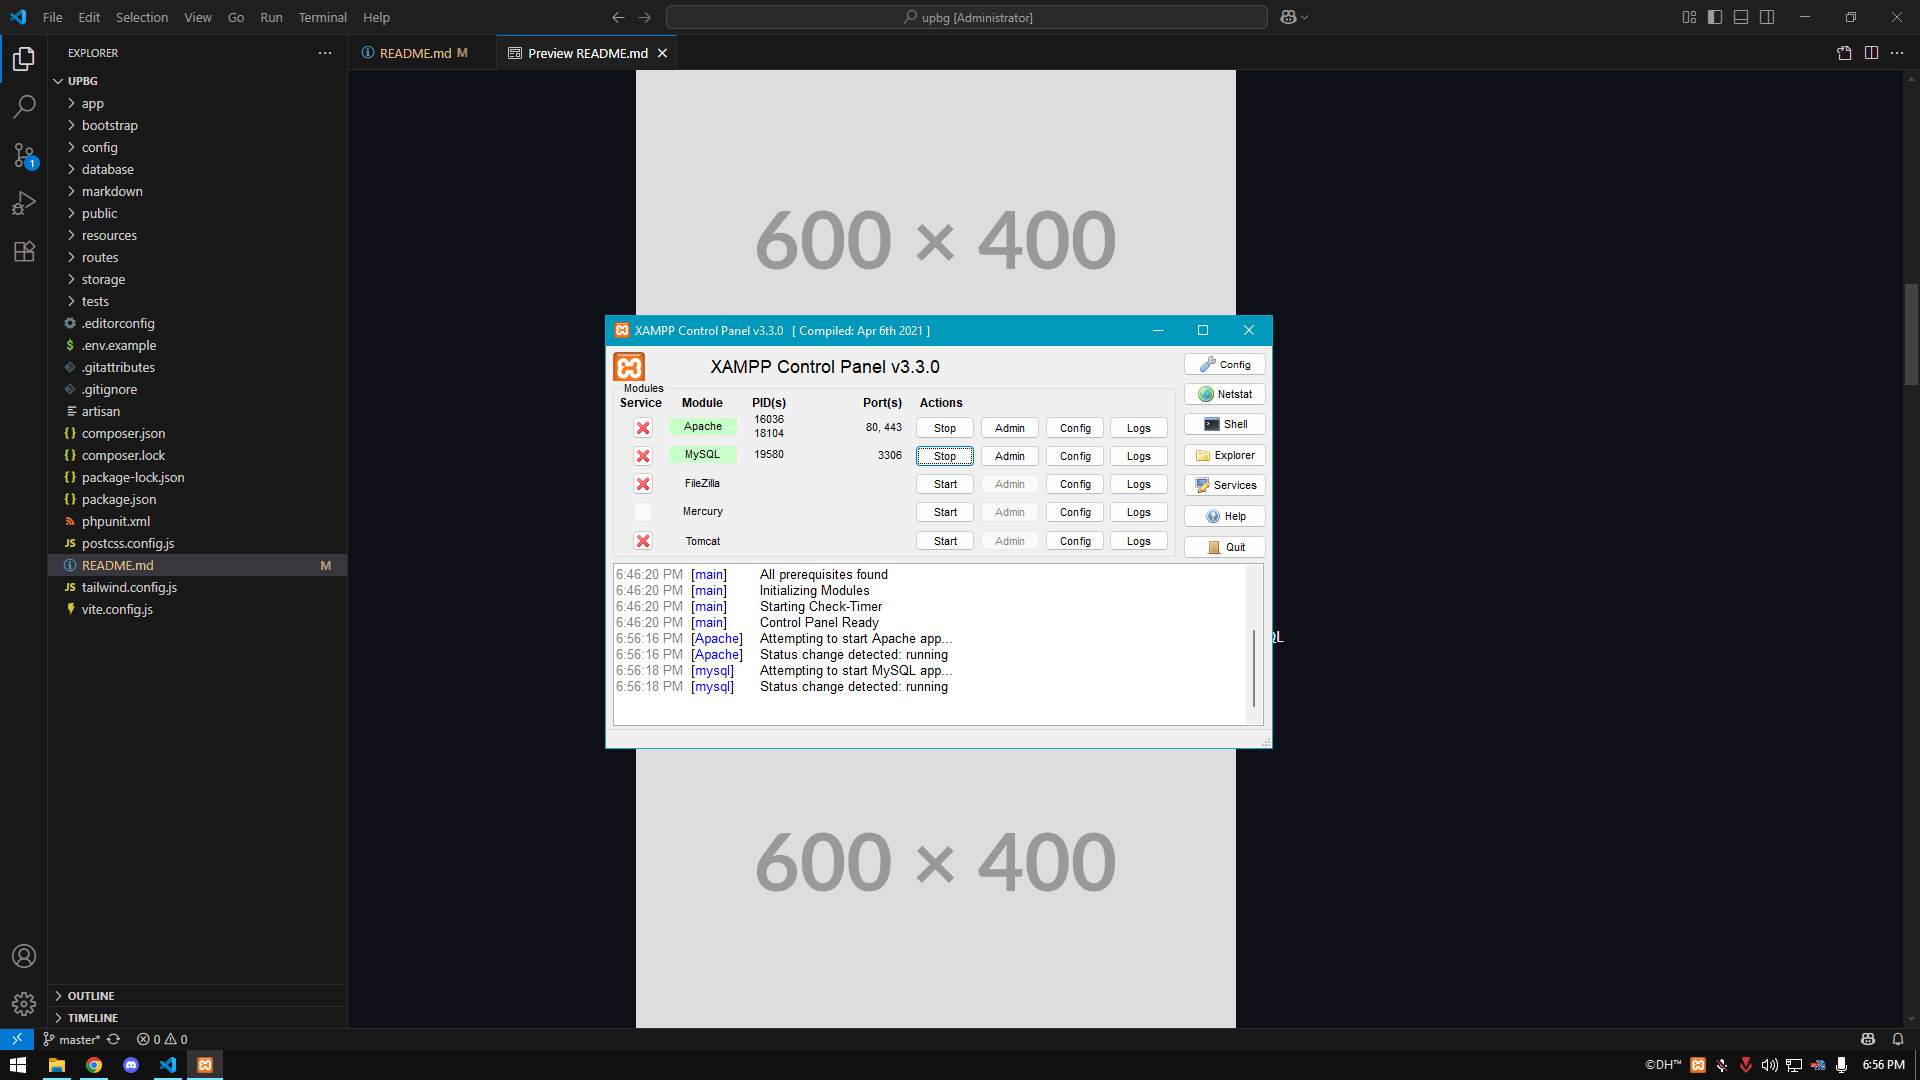 File Edit Selection View Go Run Terminal Help
upbg [Administrator]
EXPLORER
README.md M
Preview README.md
UPBG
app
bootstrap
config
database
markdown
public
resources
routes
storage
tests
.editorconfig
.env.example
.gitattributes
.gitignore
artisan
composer.json
composer.lock
package-lock.json
package.json
phpunit.xml
postcss.config.js
README.md M
tailwind.config.js
vite.config.js
OUTLINE
TIMELINE
1
600 × 400
XAMPP Control Panel v3.3.0 [ Compiled: Apr 6th 2021 ]
XAMPP Control Panel v3.3.0
Modules
Service Module PID(s) Port(s) Actions
Apache 16036 18104 80, 443 Stop Admin Config Logs
MySQL 19580 3306 Stop Admin Config Logs
FileZilla Start Admin Config Logs
Mercury Start Admin Config Logs
Tomcat Start Admin Config Logs
Config
Netstat
Shell
Explorer
Services
Help
Quit
6:46:20 PM [main] All prerequisites found
6:46:20 PM [main] Initializing Modules
6:46:20 PM [main] Starting Check-Timer
6:46:20 PM [main] Control Panel Ready
6:56:16 PM [Apache] Attempting to start Apache app...
6:56:16 PM [Apache] Status change detected: running
6:56:18 PM [mysql] Attempting to start MySQL app...
6:56:18 PM [mysql] Status change detected: running
600 × 400
master* 0 0
©DH™ 6:56 PM